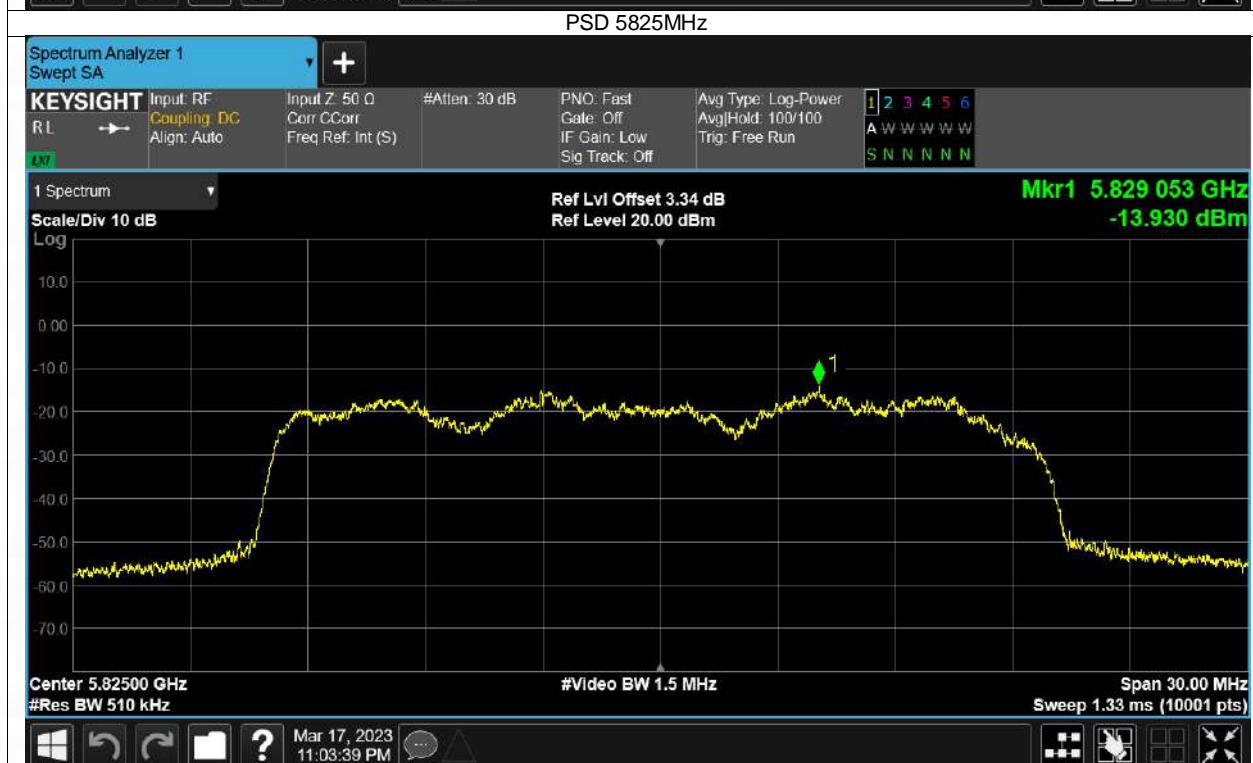 PSD 5825MHz
Spectrum Analyzer 1
Swept SA
KEYSIGHT
RL
LXI
Input: RF
Coupling: DC
Align: Auto
Input Z: 50 Ω
Corr CCorr
Freq Ref: Int (S)
#Atten: 30 dB
PNO: Fast
Gate: Off
IF Gain: Low
Sig Track: Off
Avg Type: Log-Power
Avg|Hold: 100/100
Trig: Free Run
1 2 3 4 5 6
A W W W W W
S N N N N N
1 Spectrum
Scale/Div 10 dB
Log
Ref Lvl Offset 3.34 dB
Ref Level 20.00 dBm
Mkr1 5.829 053 GHz
-13.930 dBm
10.0
0.00
-10.0
1
-20.0
-30.0
-40.0
-50.0
-60.0
-70.0
Center 5.82500 GHz
#Res BW 510 kHz
#Video BW 1.5 MHz
Span 30.00 MHz
Sweep 1.33 ms (10001 pts)
Mar 17, 2023
11:03:39 PM